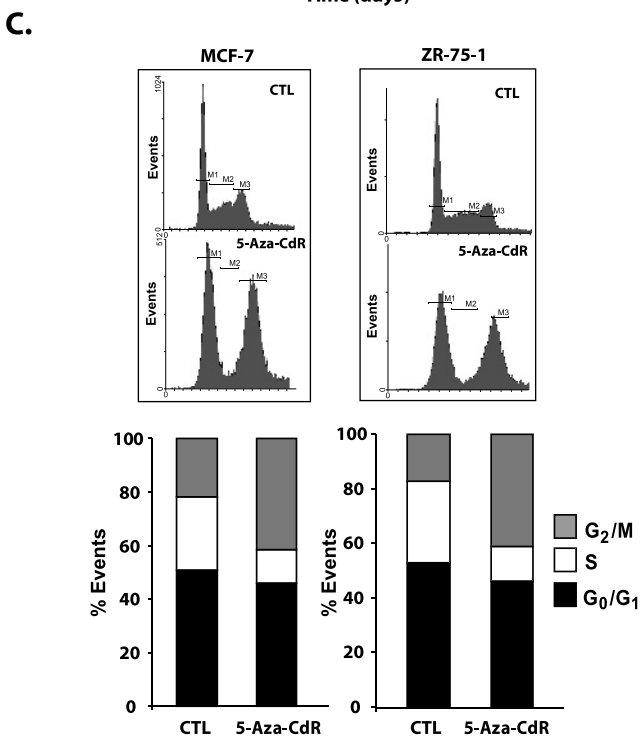 Time (days)
C.
MCF-7
ZR-75-1
CTL
CTL
1024
Events
Events
M1
M2
M3
M1
M2
M3
0
0
512
5-Aza-CdR
5-Aza-CdR
Events
Events
M1
M2
M3
M1
M2
M3
0
0
100
80
60
40
20
0
% Events
CTL
5-Aza-CdR
100
80
60
40
20
0
% Events
CTL
5-Aza-CdR
G2/M
S
G0/G1